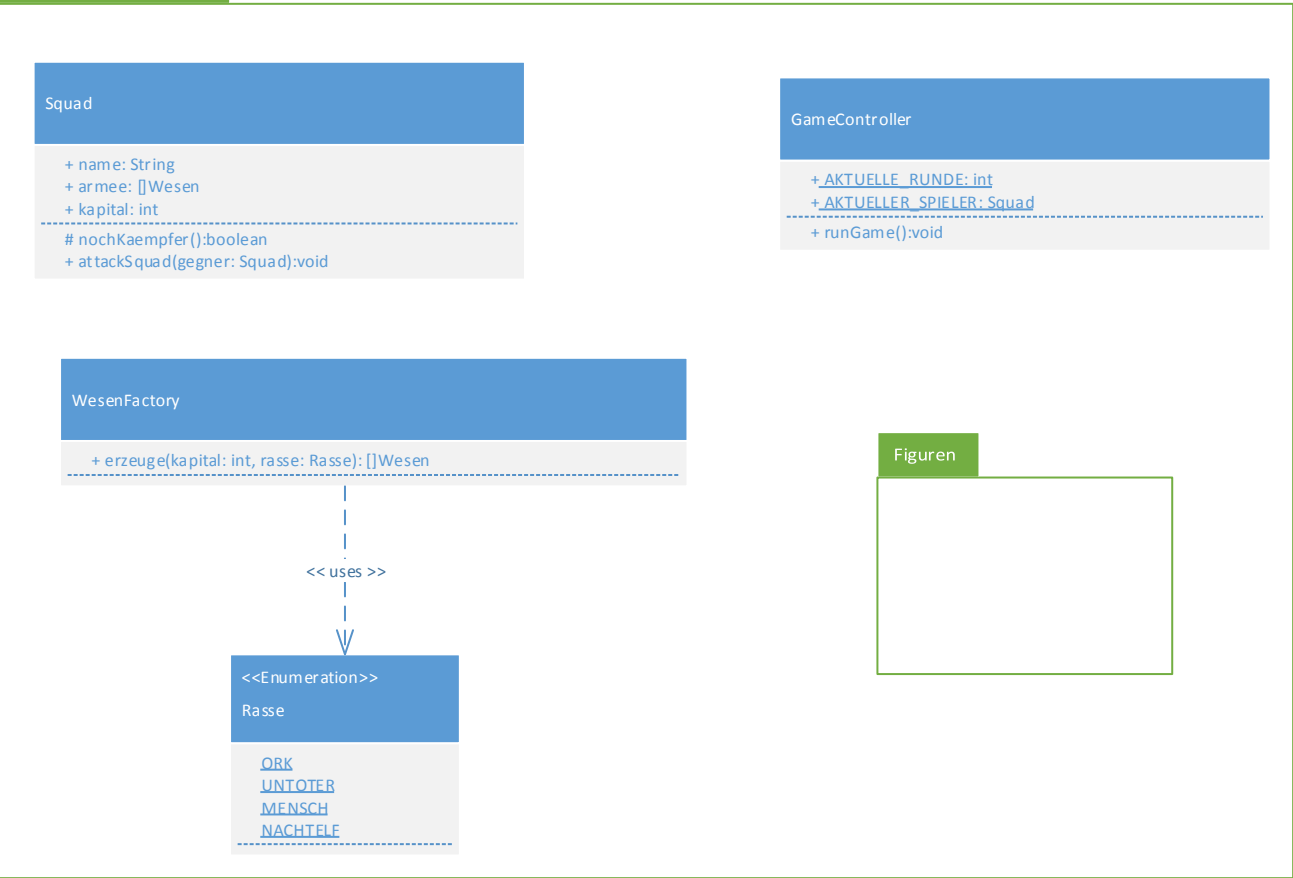 Squad
+ name: String
+ armee: []Wesen
+ kapital: int
# nochKaempfer():boolean
+ attackSquad(gegner: Squad):void
GameController
+ AKTUELLE_RUNDE: int
+ AKTUELLER_SPIELER: Squad
+ runGame():void
WesenFactory
+ erzeuge(kapital: int, rasse: Rasse): []Wesen
<< uses >>
<<Enumeration>>
Rasse
ORK
UNTOTER
MENSCH
NACHTELF
Figuren